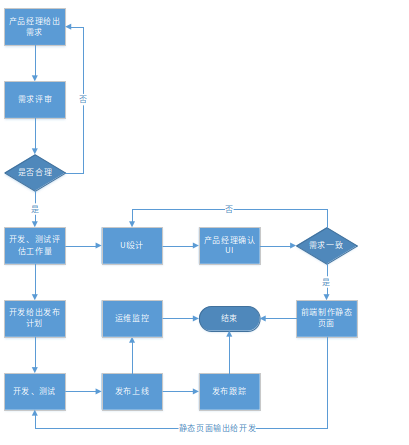 产品经理给出
需求
否
需求评审
是否合理
是
否
开发、测试评
估工作量
UI设计
产品经理确认
UI
需求一致
是
开发给出发布
计划
运维监控
结束
前端制作静态
页面
开发、测试
发布上线
发布跟踪
静态页面输出给开发